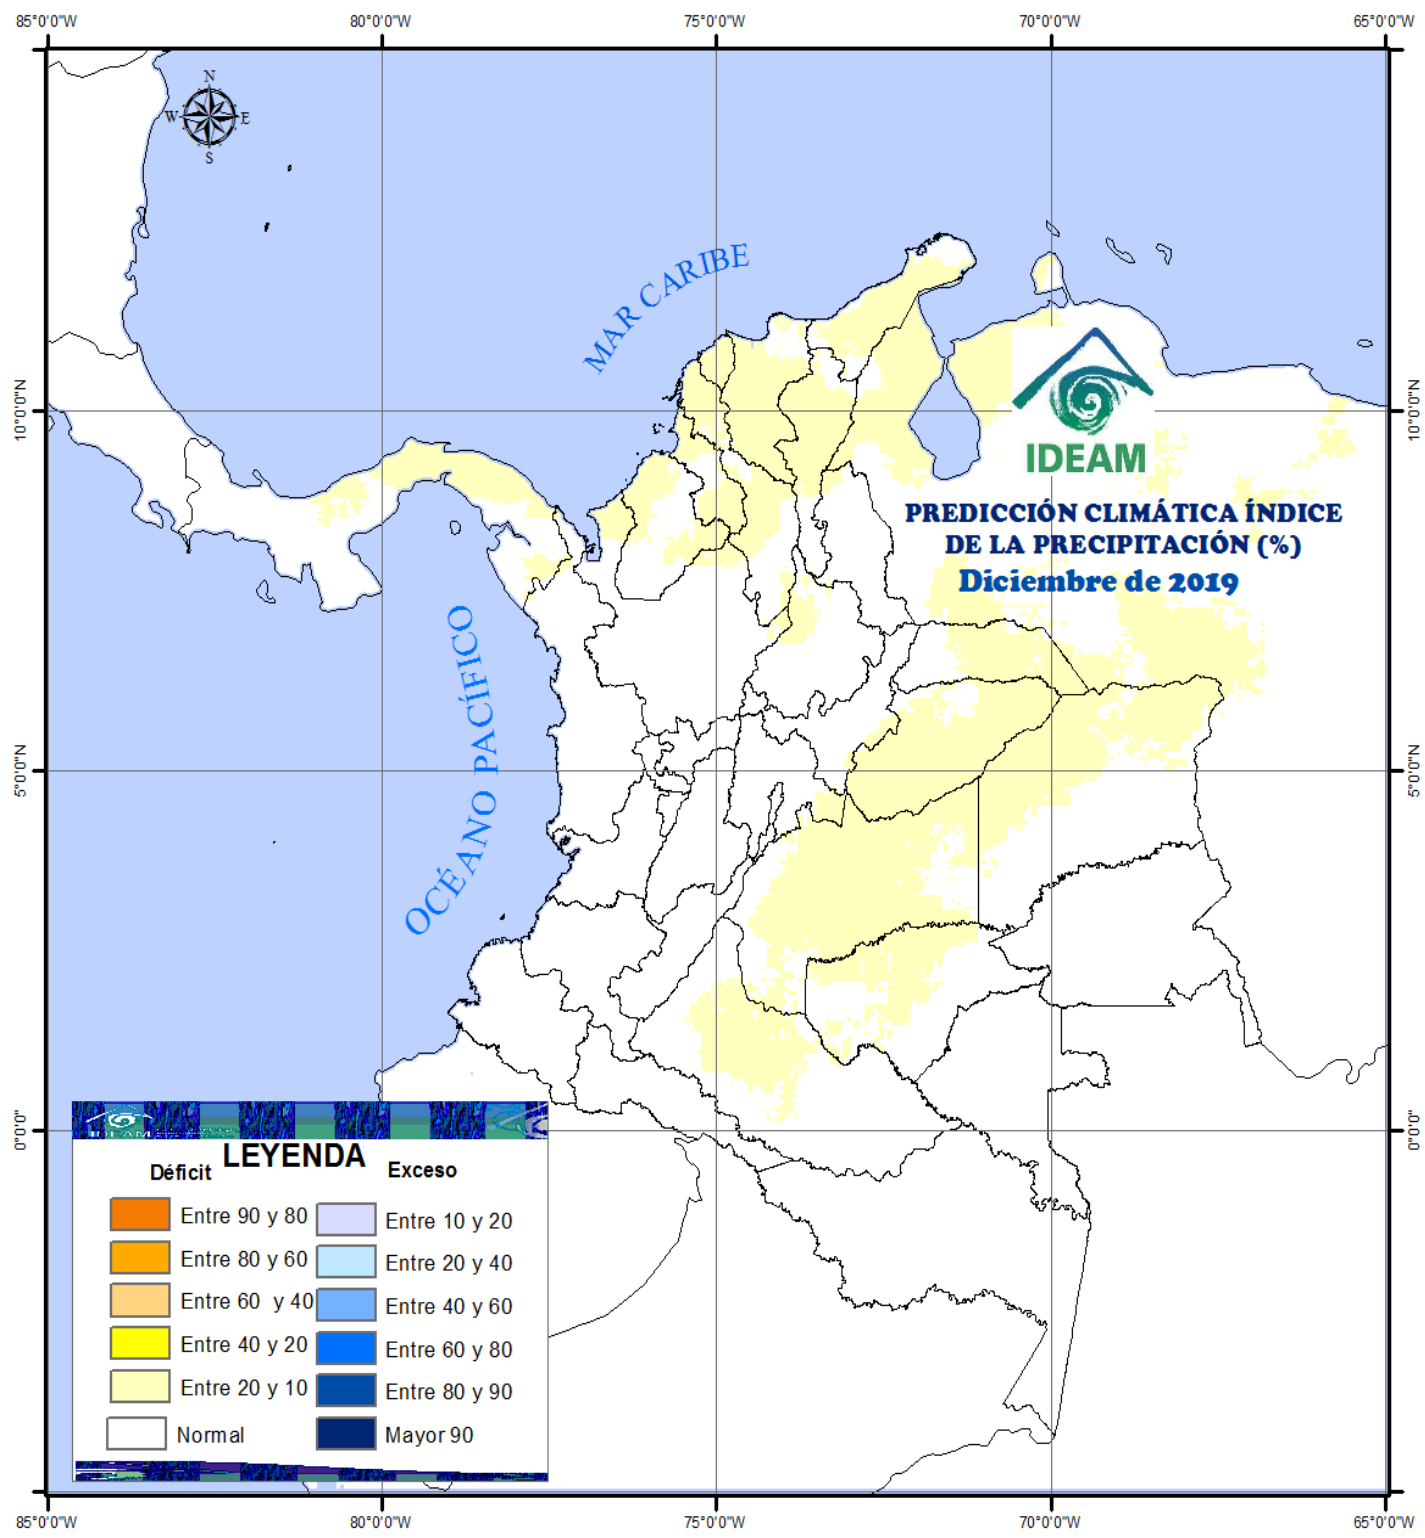 85°0'0"W 80°0'0"W 75°0'0"W 70°0'0"W 65°0'0"W
N
W E
S
MAR CARIBE
10°0'0"N 10°0'0"N
IDEAM
PREDICCIÓN CLIMÁTICA ÍNDICE
DE LA PRECIPITACIÓN (%)
Diciembre de 2019
OCÉANO PACÍFICO
5°0'0"N 5°0'0"N
0°0'0" 0°0'0"
LEYENDA
Déficit Exceso
Entre 90 y 80 Entre 10 y 20
Entre 80 y 60 Entre 20 y 40
Entre 60 y 40 Entre 40 y 60
Entre 40 y 20 Entre 60 y 80
Entre 20 y 10 Entre 80 y 90
Normal Mayor 90
85°0'0"W 80°0'0"W 75°0'0"W 70°0'0"W 65°0'0"W